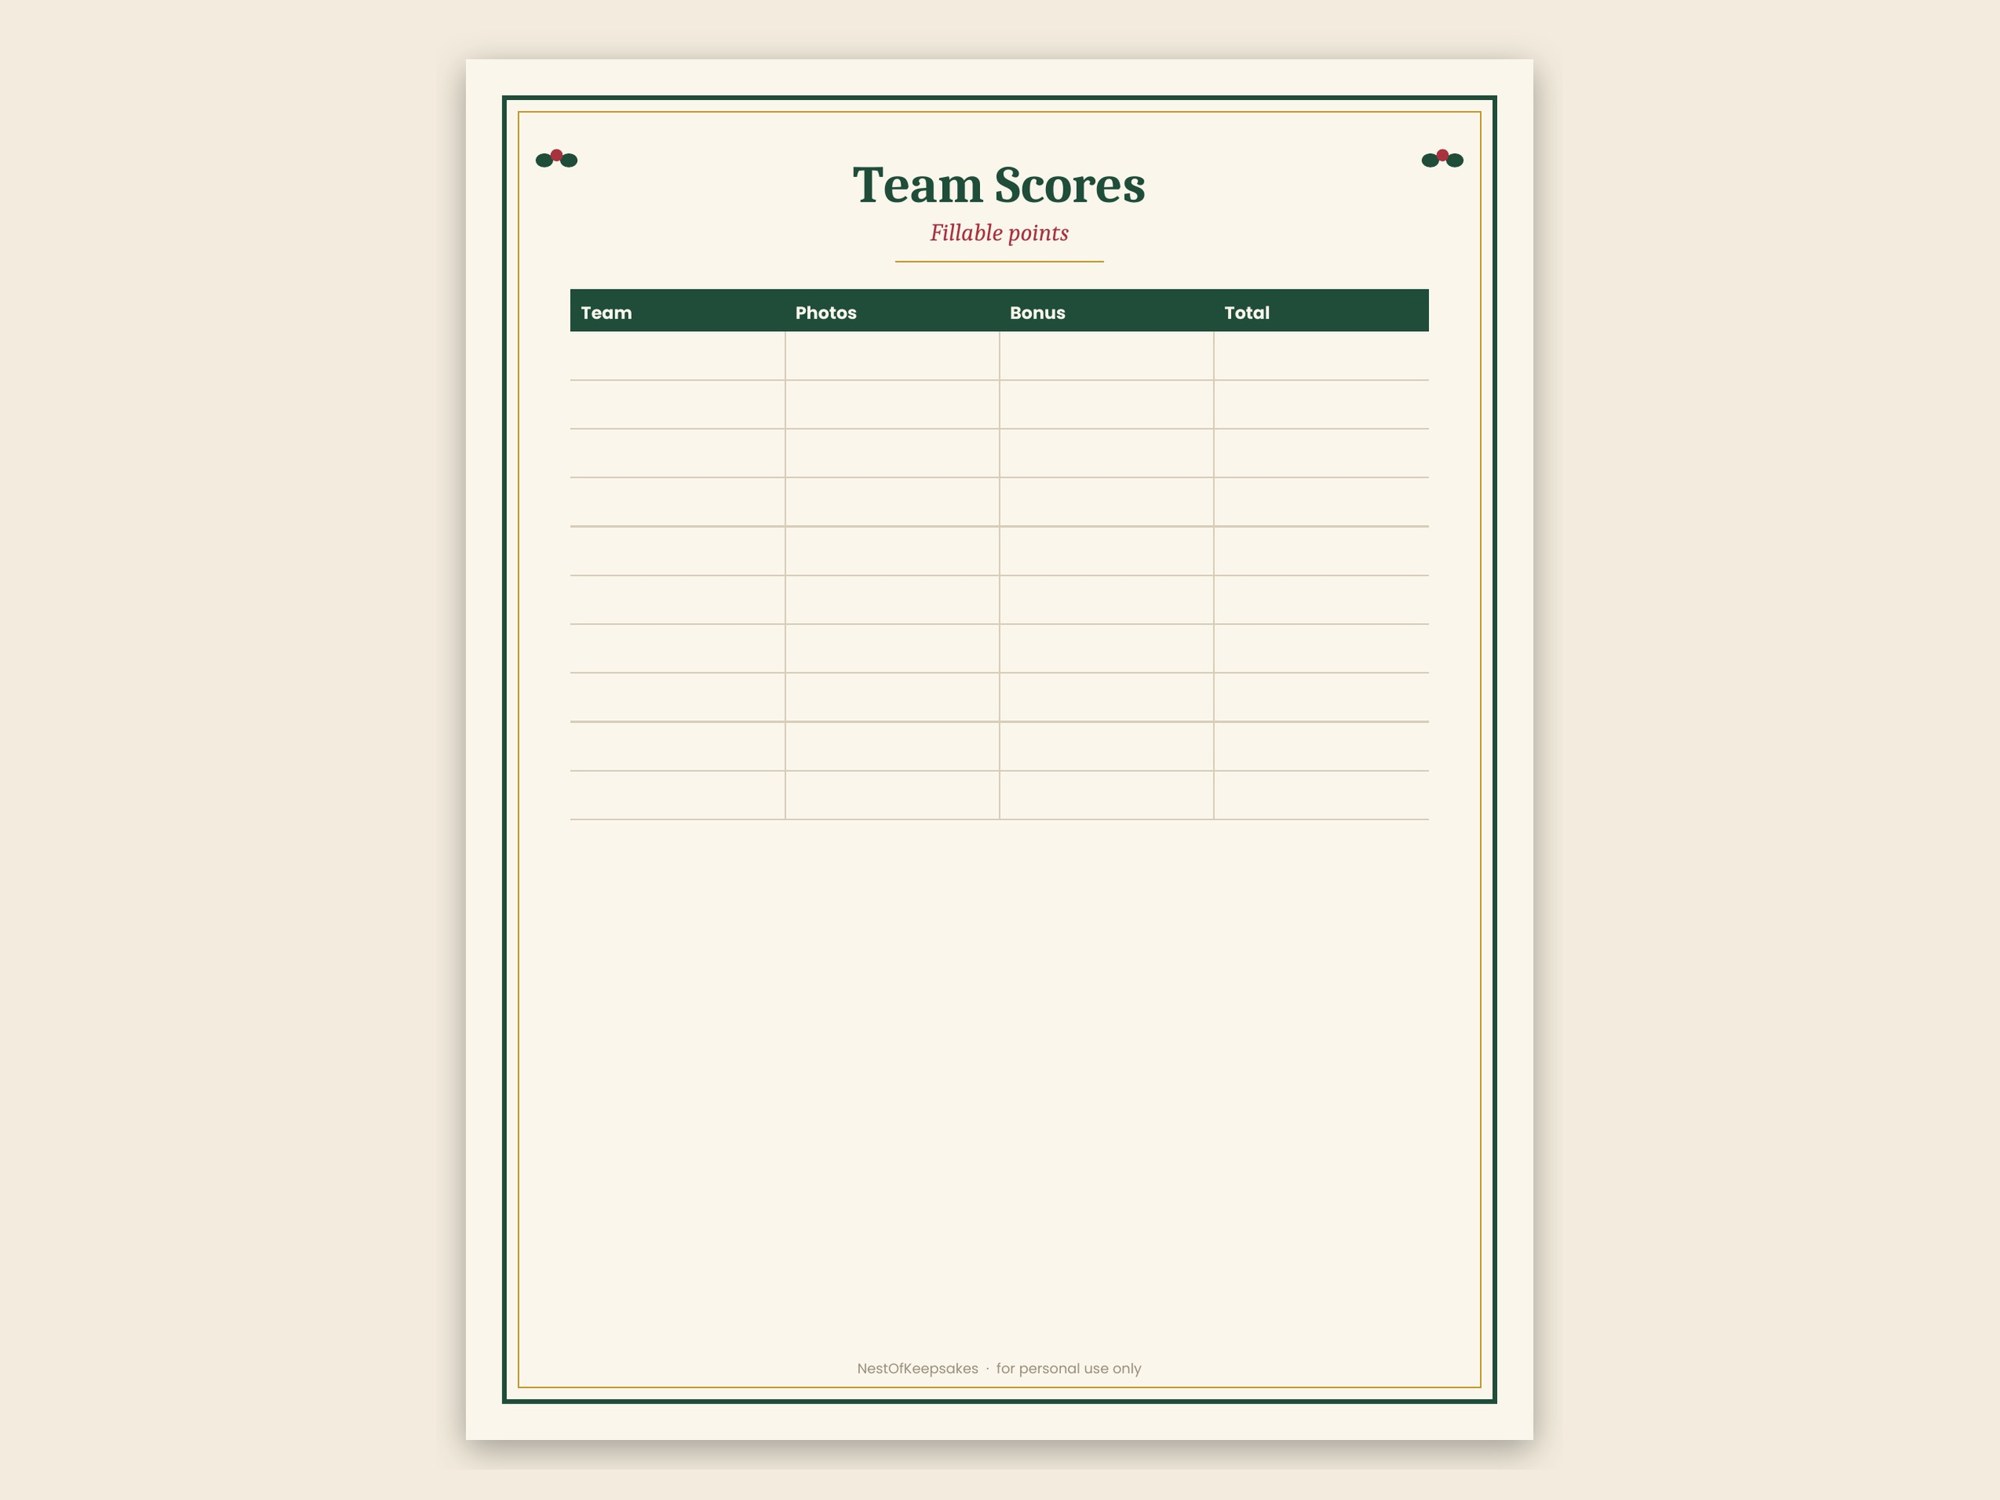 Team Scores
Fillable points
Team Photos Bonus Total
NestOfKeepsakes · for personal use only